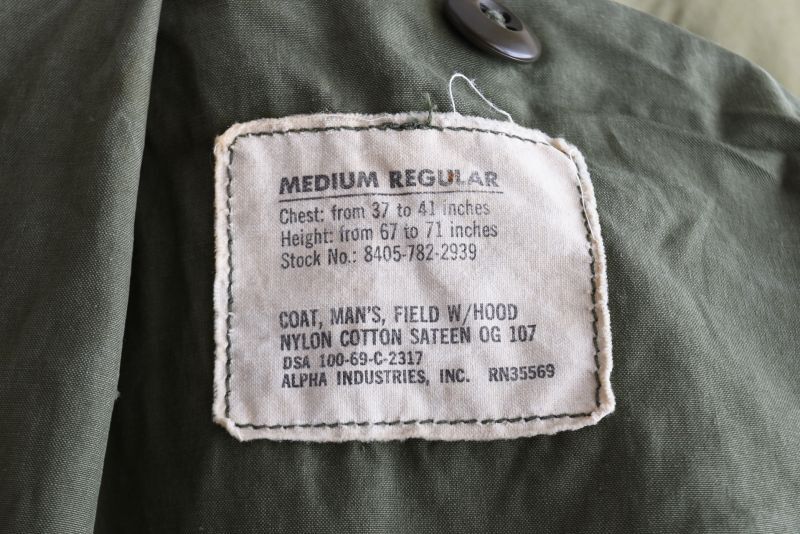 MEDIUM REGULAR
Chest: from 37 to 41 inches
Height: from 67 to 71 inches
Stock No.: 8405-782-2939
COAT, MAN'S, FIELD W/HOOD
NYLON COTTON SATEEN OG 107
DSA 100-69-C-2317
ALPHA INDUSTRIES, INC. RN35569